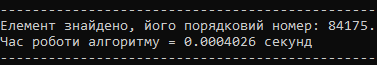 Елемент знайдено, його порядковий номер: 84175.
Час роботи алгоритму = 0.0004026 секунд